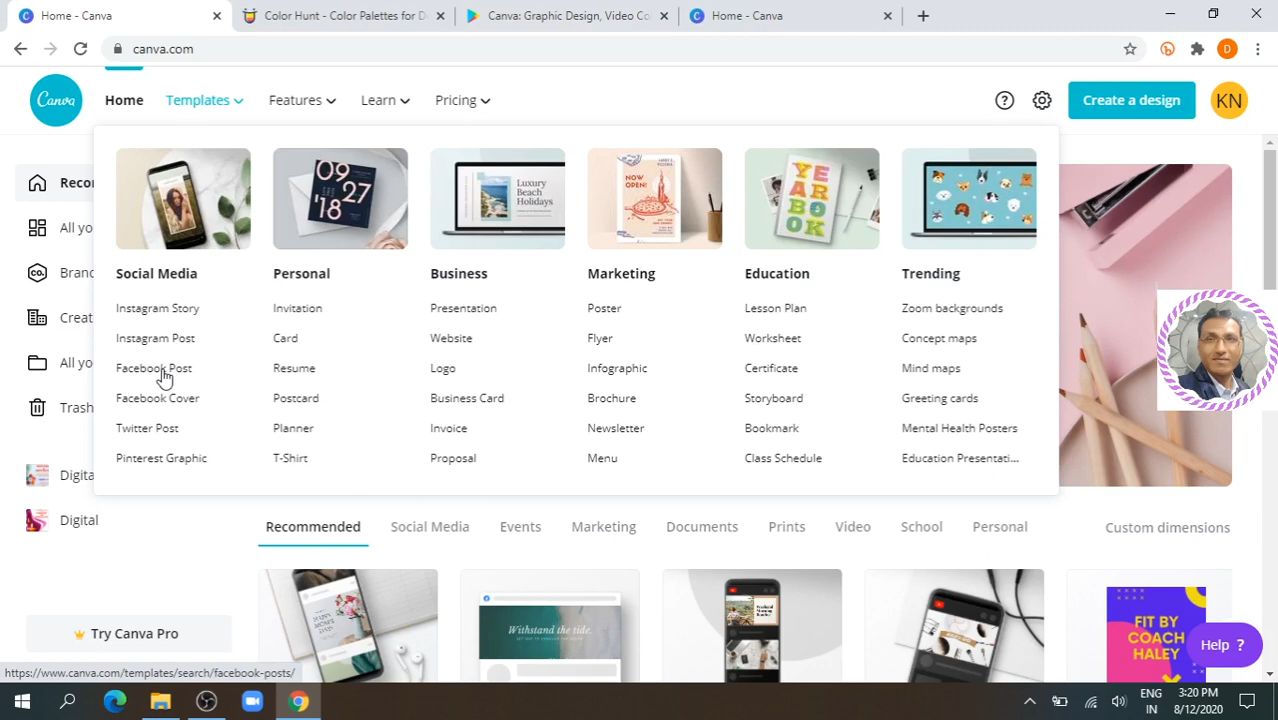 Home - Canva
Color Hunt - Color Palettes for De
Canva: Graphic Design, Video Co
Home - Canva
canva.com
D
Canva
Home
Templates
Features
Learn
Pricing
Create a design
KN
Recom
All yo
Brand
Creat
All yo
Trash
Digital
Digital
Try Canva Pro
09
27
'18
Luxury
Beach
Holidays
NOW
OPEN!
YE
AR
BO
OK
Social Media
Instagram Story
Instagram Post
Facebook Post
Facebook Cover
Twitter Post
Pinterest Graphic
Personal
Invitation
Card
Resume
Postcard
Planner
T-Shirt
Business
Presentation
Website
Logo
Business Card
Invoice
Proposal
Marketing
Poster
Flyer
Infographic
Brochure
Newsletter
Menu
Education
Lesson Plan
Worksheet
Certificate
Storyboard
Bookmark
Class Schedule
Trending
Zoom backgrounds
Concept maps
Mind maps
Greeting cards
Mental Health Posters
Education Presentati...
Recommended
Social Media
Events
Marketing
Documents
Prints
Video
School
Personal
Custom dimensions
Withstand the tide.
FIT BY
COACH
HALEY
Help ?
https://www.canva.com/templates/search/facebook-posts/
ENG
IN
3:20 PM
8/12/2020